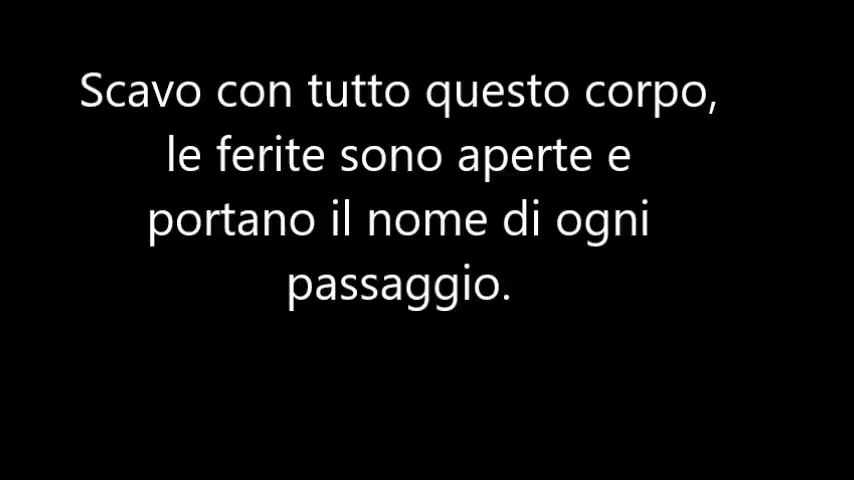 Scavo con tutto questo corpo,
le ferite sono aperte e
portano il nome di ogni
passaggio.